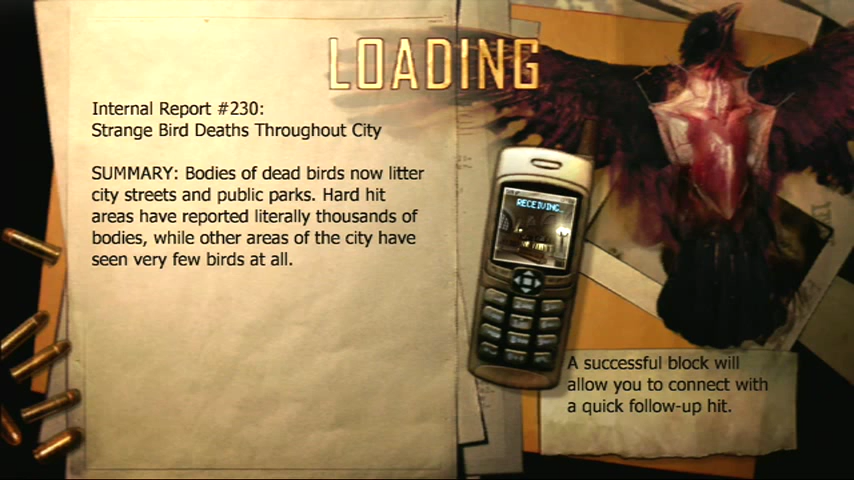 LOADING
Internal Report #230:
Strange Bird Deaths Throughout City
SUMMARY: Bodies of dead birds now litter
city streets and public parks. Hard hit
areas have reported literally thousands of
bodies, while other areas of the city have
seen very few birds at all.
RECEIVING
A successful block will
allow you to connect with
a quick follow-up hit.